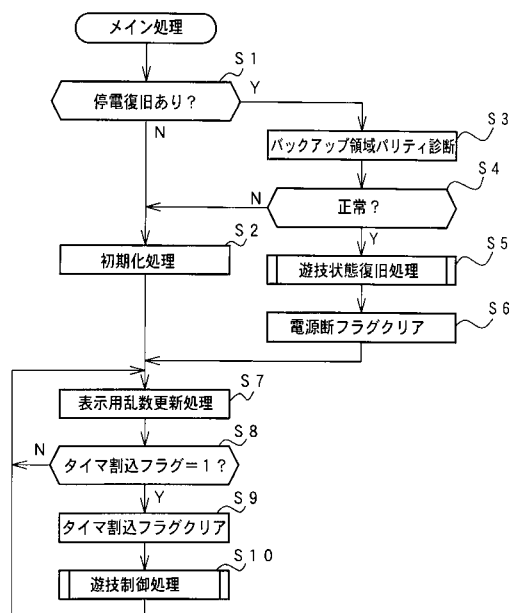 メイン処理
S1
停電復旧あり?
Y
N
S3
バックアップ領域パリティ診断
S4
正常?
N
Y
S2
初期化処理
S5
遊技状態復旧処理
S6
電源断フラグクリア
S7
表示用乱数更新処理
S8
タイマ割込フラグ=1?
N
Y
S9
タイマ割込フラグクリア
S10
遊技制御処理